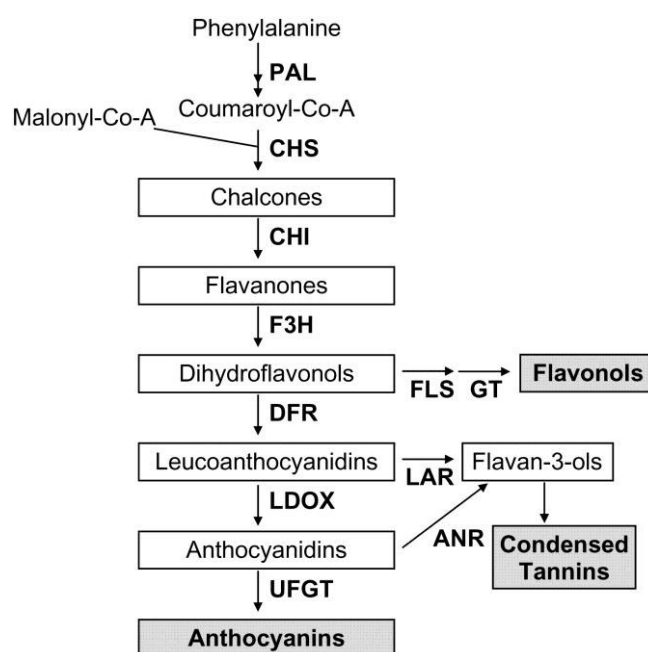 Phenylalanine
PAL
Malonyl-Co-A
Coumaroyl-Co-A
CHS
Chalcones
CHI
Flavanones
F3H
Dihydroflavonols
FLS
GT
Flavonols
DFR
Leucoanthocyanidins
LAR
Flavan-3-ols
LDOX
Anthocyanidins
ANR
Condensed
Tannins
UFGT
Anthocyanins